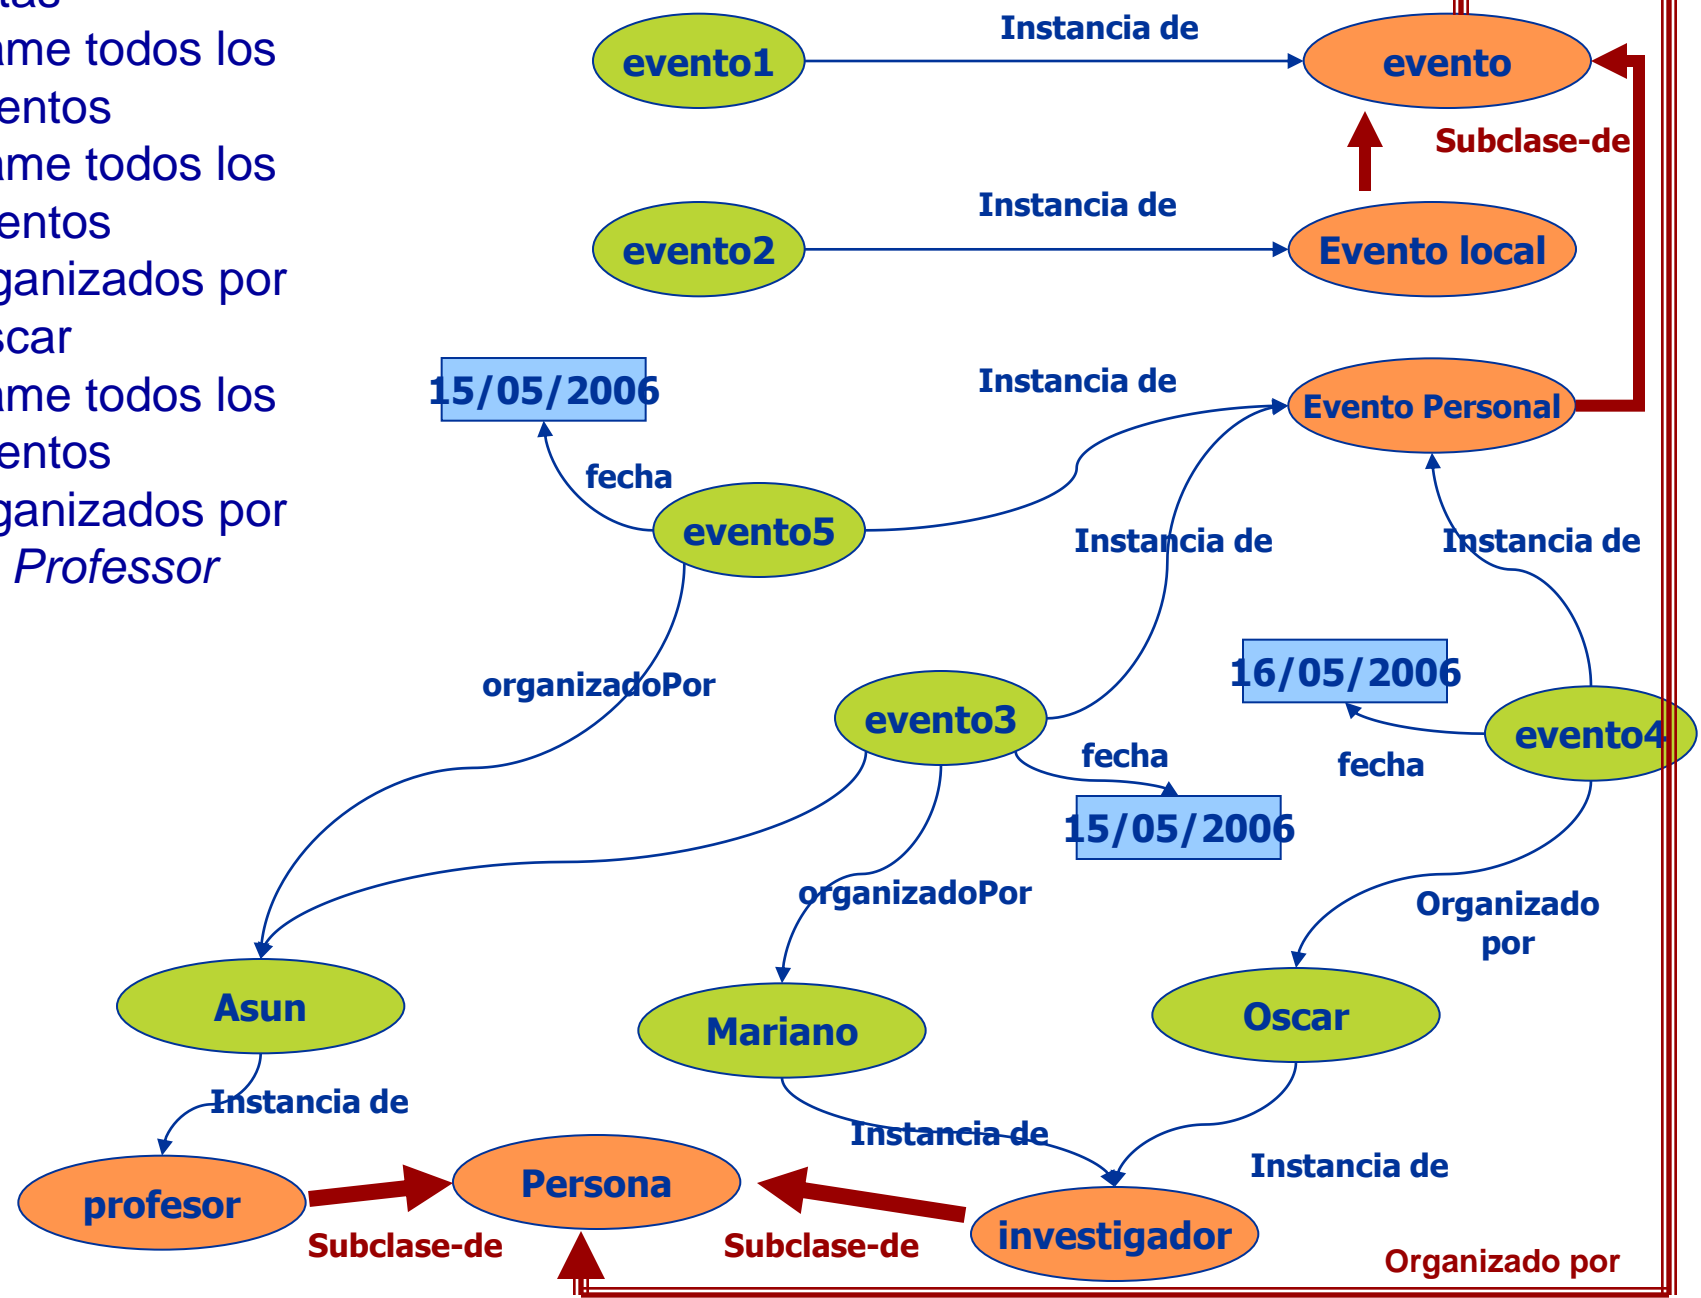 ame todos los
entos
ame todos los
entos
ganizados por
scar
ame todos los
entos
ganizados por
Professor
Instancia de
evento1
evento
Subclase-de
Instancia de
evento2
Evento local
15/05/2006
Instancia de
Evento Personal
fecha
evento5
Instancia de
Instancia de
organizadoPor
16/05/2006
evento3
evento4
fecha
fecha
15/05/2006
organizadoPor
Organizado
por
Asun
Mariano
Oscar
Instancia de
Instancia de
Instancia de
profesor
Persona
investigador
Subclase-de
Subclase-de
Organizado por